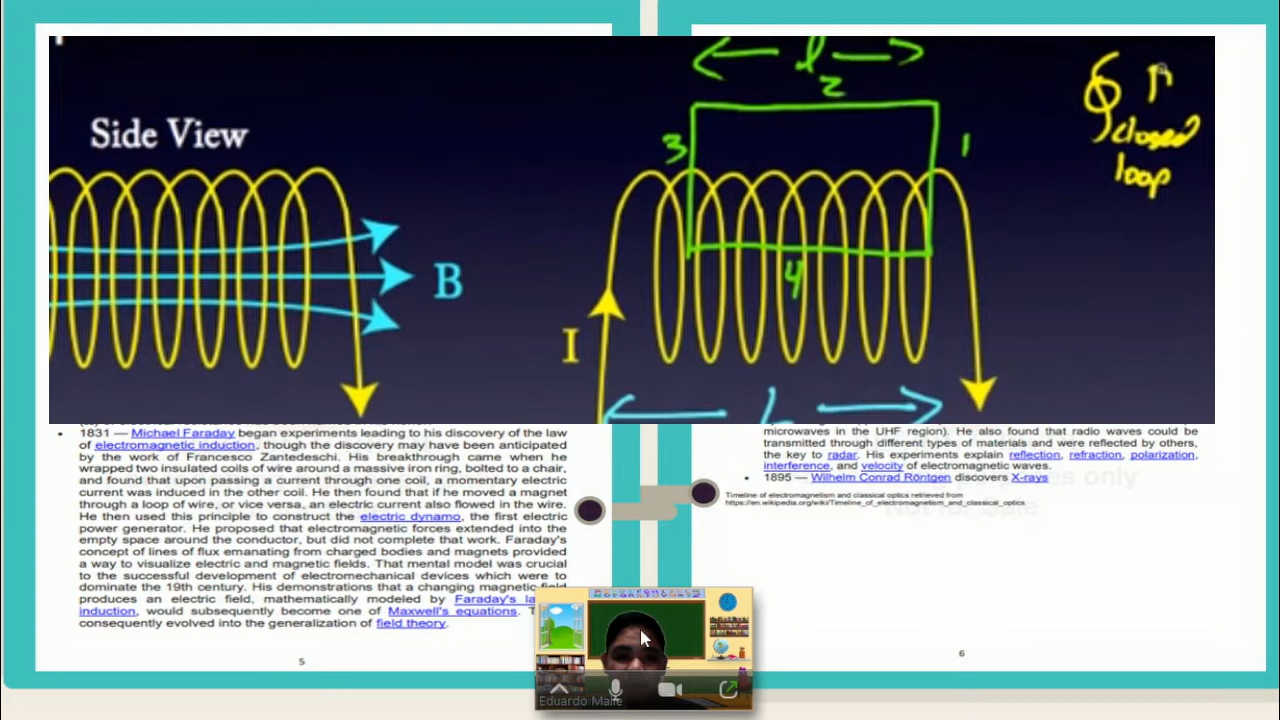 Side View
B
I
l
2
3
1
4
L
closed
loop
(6)
• 1831 — Michael Faraday began experiments leading to his discovery of the law
of electromagnetic induction, though the discovery may have been anticipated
by the work of Francesco Zantedeschi. His breakthrough came when he
wrapped two insulated coils of wire around a massive iron ring, bolted to a chair,
and found that upon passing a current through one coil, a momentary electric
current was induced in the other coil. He then found that if he moved a magnet
through a loop of wire, or vice versa, an electric current also flowed in the wire.
He then used this principle to construct the electric dynamo, the first electric
power generator. He proposed that electromagnetic forces extended into the
empty space around the conductor, but did not complete that work. Faraday's
concept of lines of flux emanating from charged bodies and magnets provided
a way to visualize electric and magnetic fields. That mental model was crucial
to the successful development of electromechanical devices which were to
dominate the 19th century. His demonstrations that a changing magnetic field
produces an electric field, mathematically modeled by Faraday's
induction, would subsequently become one of Maxwell's equations.
consequently evolved into the generalization of field theory.
5
microwaves in the UHF region). He also found that radio waves could be
transmitted through different types of materials and were reflected by others,
the key to radar. His experiments explain reflection, refraction, polarization,
interference, and velocity of electromagnetic waves.
• 1895 — Wilhelm Conrad Röntgen discovers X-rays
Timeline of electromagnetism and classical optics retrieved from
https://en.wikipedia.org/wiki/Timeline_of_electromagnetism_and_classical_optics
only
6
Eduardo